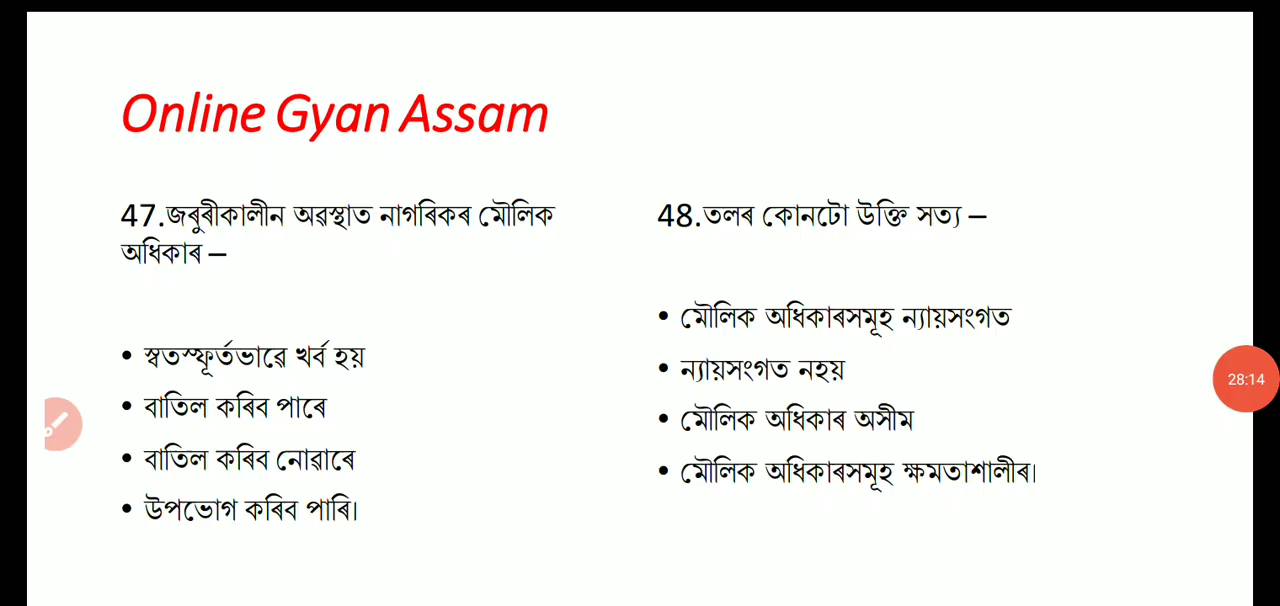 Online Gyan Assam
47.জৰুৰীকালীন অৱস্থাত নাগৰিকৰ মৌলিক
অধিকাৰ –
• স্বতস্ফূৰ্তভাৱে খৰ্ব হয়
• বাতিল কৰিব পাৰে
• বাতিল কৰিব নোৱাৰে
• উপভোগ কৰিব পাৰি।
48.তলৰ কোনটো উক্তি সত্য –
• মৌলিক অধিকাৰসমূহ ন্যায়সংগত
• ন্যায়সংগত নহয়
• মৌলিক অধিকাৰ অসীম
• মৌলিক অধিকাৰসমূহ ক্ষমতাশালীৰ।
28:14